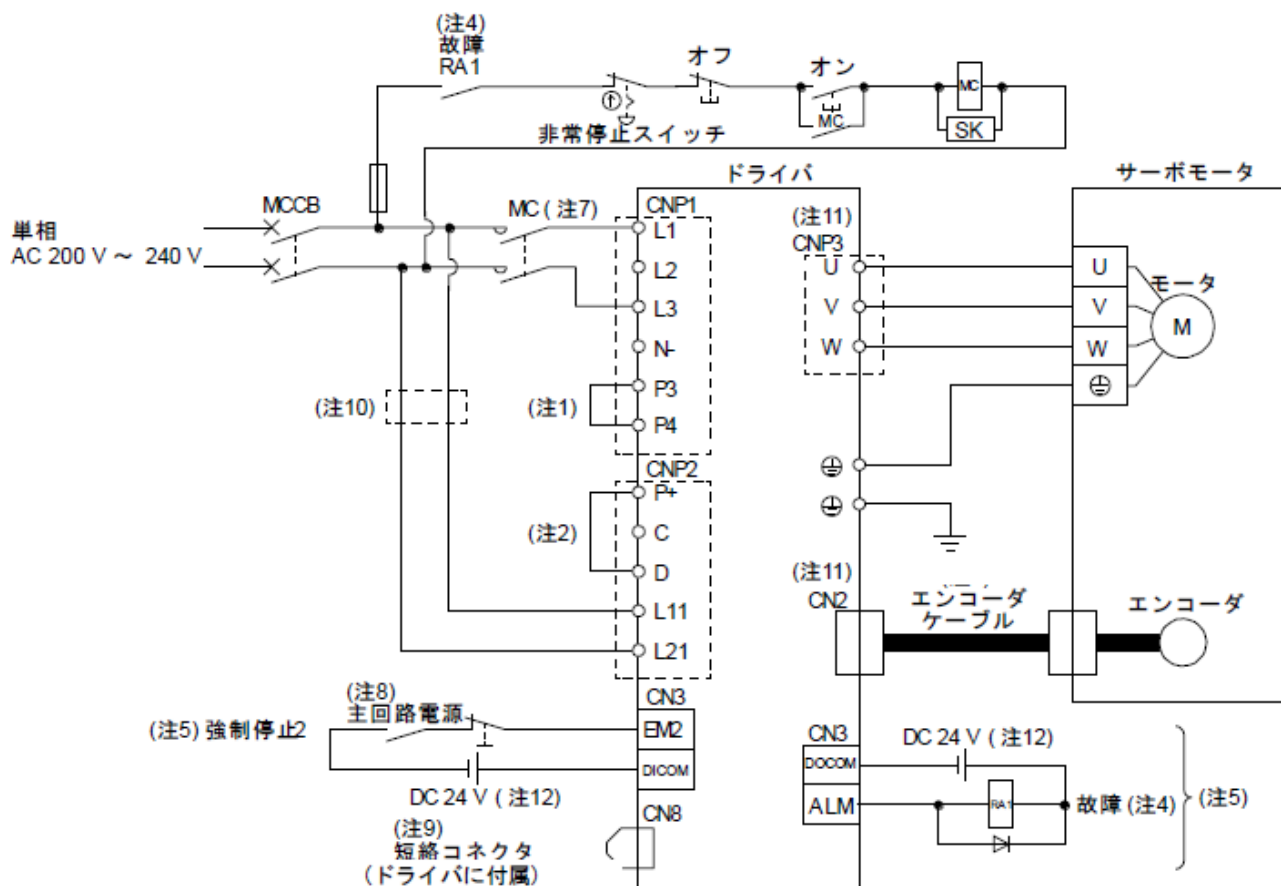 (注4)
故障
RA1
オフ
オン
MC
MC
SK
非常停止スイッチ
ドライバ
サーボモータ
MCCB
MC (注7)
CNP1
(注11)
CNP3
単相
AC 200 V ～ 240 V
L1
L2
L3
N-
P3
P4
U
V
W
U
V
W
モータ
M
(注10)
(注1)
CNP2
P+
C
D
L11
L21
(注2)
(注11)
CN2
エンコーダ
ケーブル
エンコーダ
(注8)
主回路電源
(注5) 強制停止2
CN3
EM2
DICOM
DC 24 V (注12)
CN3
DOCOM
ALM
DC 24 V (注12)
RA1
故障 (注4)
(注5)
CN8
(注9)
短絡コネクタ
(ドライバに付属)